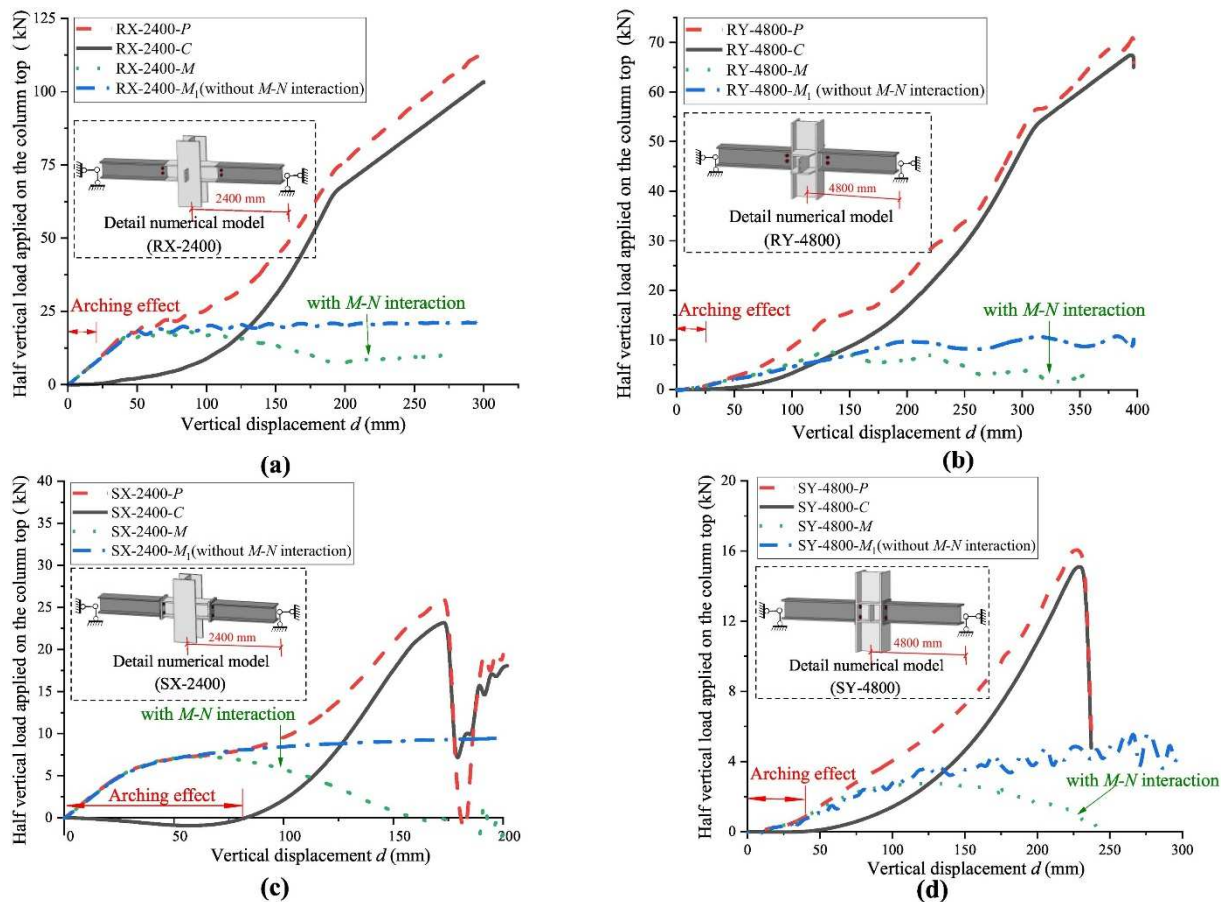 (a)
Half vertical load applied on the column top ( kN)
125
100
75
50
25
0
RX-2400-P
RX-2400-C
RX-2400-M
RX-2400-M₁(without M-N interaction)
2400 mm
Detail numerical model
(RX-2400)
Arching effect
with M-N interaction
0 50 100 150 200 250 300
Vertical displacement d (mm)
(a)
(b)
Half vertical load applied on the column top (kN)
70
60
50
40
30
20
10
0
RY-4800-P
RY-4800-C
RY-4800-M
RY-4800-M₁ (without M-N interaction)
4800 mm
Detail numerical model
(RY-4800)
Arching effect
with M-N interaction
0 50 100 150 200 250 300 350 400
Vertical displacement d (mm)
(b)
Half vertical load applied on the column top ( kN)
40
35
30
25
20
15
10
5
0
SX-2400-P
SX-2400-C
SX-2400-M
SX-2400-M₁(without M-N interaction)
2400 mm
Detail numerical model
(SX-2400)
with M-N interaction
Arching effect
0 50 100 150 200
Vertical displacement d (mm)
(c)
Half vertical load applied on the column top (kN)
20
16
12
8
4
0
SY-4800-P
SY-4800-C
SY-4800-M
SY-4800-M₁(without M-N interaction)
4800 mm
Detail numerical model
(SY-4800)
Arching effect
with M-N interaction
0 50 100 150 200 250 300
Vertical displacement d (mm)
(d)